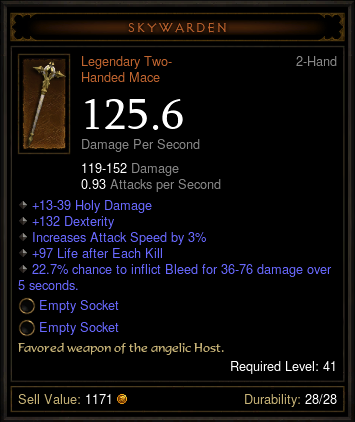 SKYWARDEN
Legendary Two- 2-Hand
Handed Mace
125.6
Damage Per Second
119-152 Damage
0.93 Attacks per Second
+13-39 Holy Damage
+132 Dexterity
Increases Attack Speed by 3%
+97 Life after Each Kill
22.7% chance to inflict Bleed for 36-76 damage over
5 seconds.
Empty Socket
Empty Socket
Favored weapon of the angelic Host.
Required Level: 41
Sell Value: 1171 Durability: 28/28